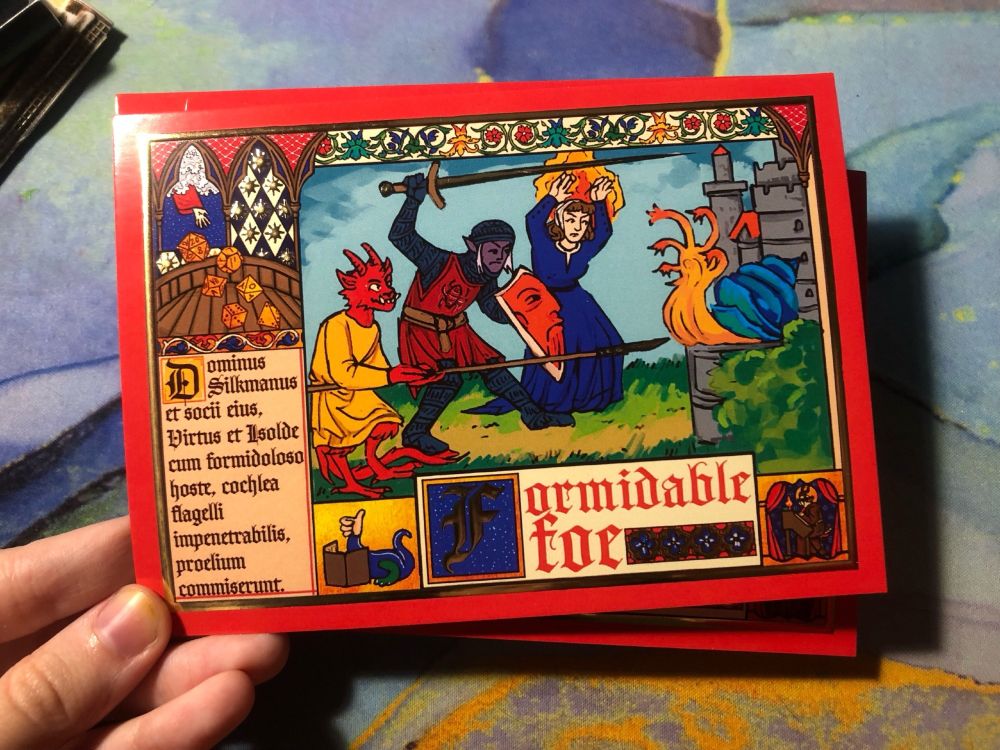 Dominus
Silkmanus
et socii eius,
Virtus et Isolde
cum formidoloso
hoste, cochlea
flagelli
impenetrabilis,
proelium
commiserunt.
Formidable
Foe